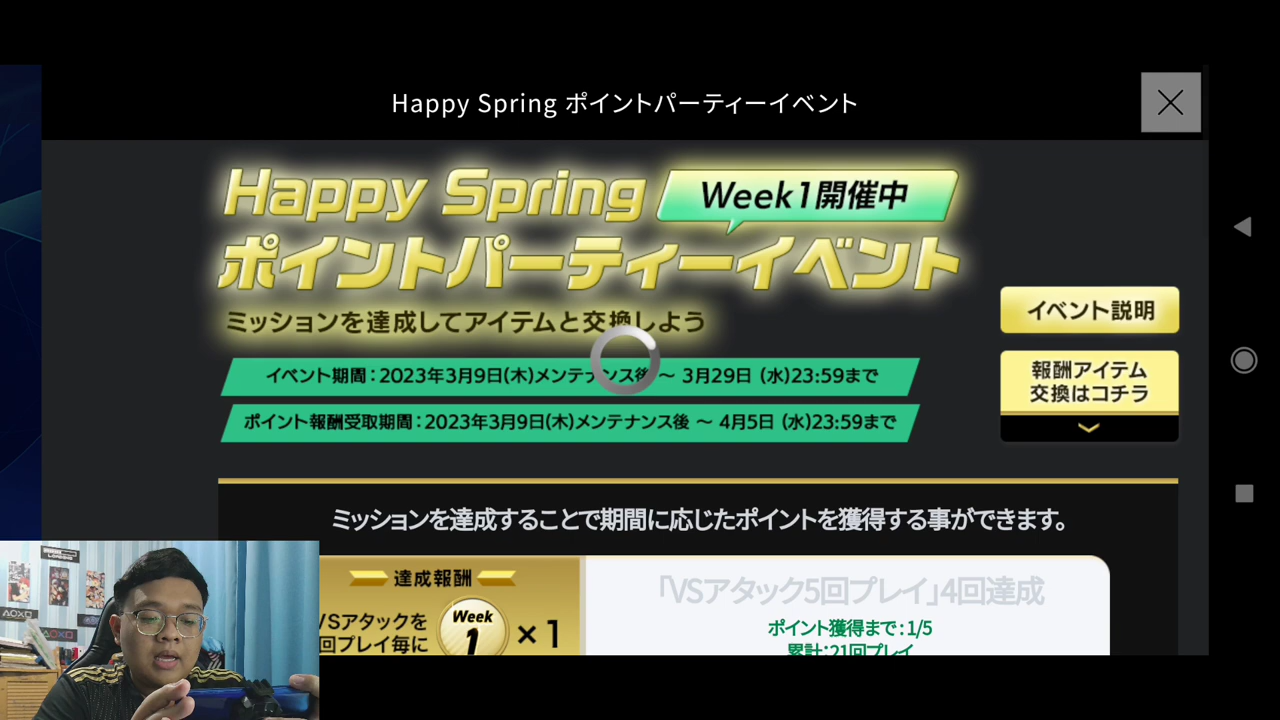 Happy Spring ポイントパーティーイベント
Happy Spring
Week1開催中
ポイントパーティーイベント
ミッションを達成してアイテムと交換しよう
イベント期間：2023年3月9日(木)メンテナンス後 ～ 3月29日 (水)23:59まで
ポイント報酬受取期間：2023年3月9日(木)メンテナンス後 ～ 4月5日 (水)23:59まで
イベント説明
報酬アイテム
交換はコチラ
ミッションを達成することで期間に応じたポイントを獲得する事ができます。
達成報酬
VSアタックを
回プレイ毎に
Week
1
×1
「VSアタック5回プレイ」4回達成
ポイント獲得まで：1/5
累計：21回プレイ